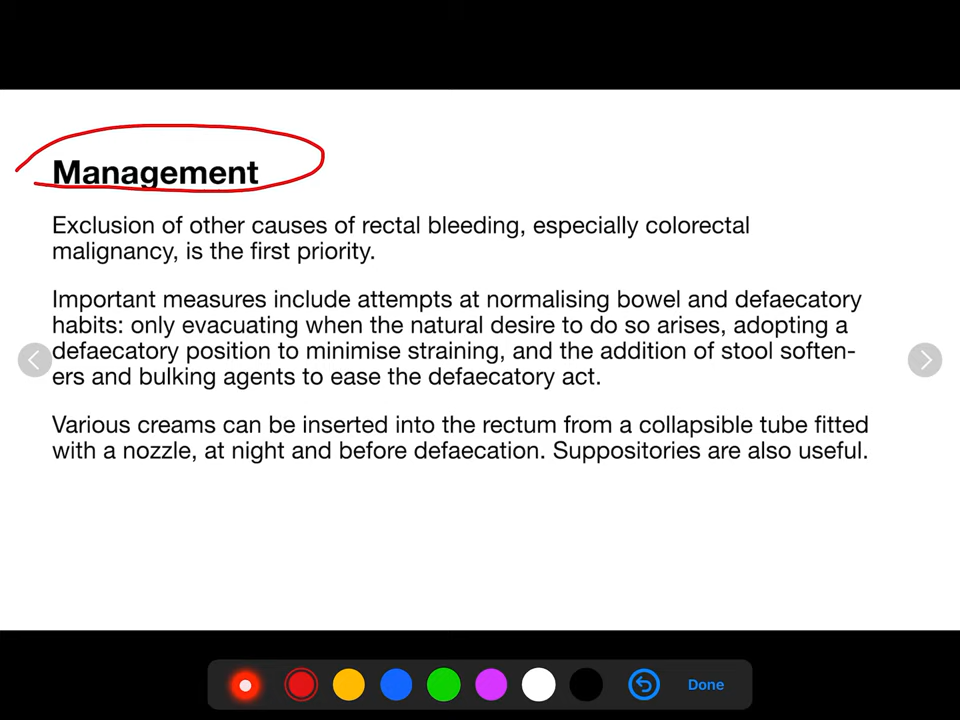 Management
Exclusion of other causes of rectal bleeding, especially colorectal
malignancy, is the first priority.
Important measures include attempts at normalising bowel and defaecatory
habits: only evacuating when the natural desire to do so arises, adopting a
defaecatory position to minimise straining, and the addition of stool soften-
ers and bulking agents to ease the defaecatory act.
Various creams can be inserted into the rectum from a collapsible tube fitted
with a nozzle, at night and before defaecation. Suppositories are also useful.
Done